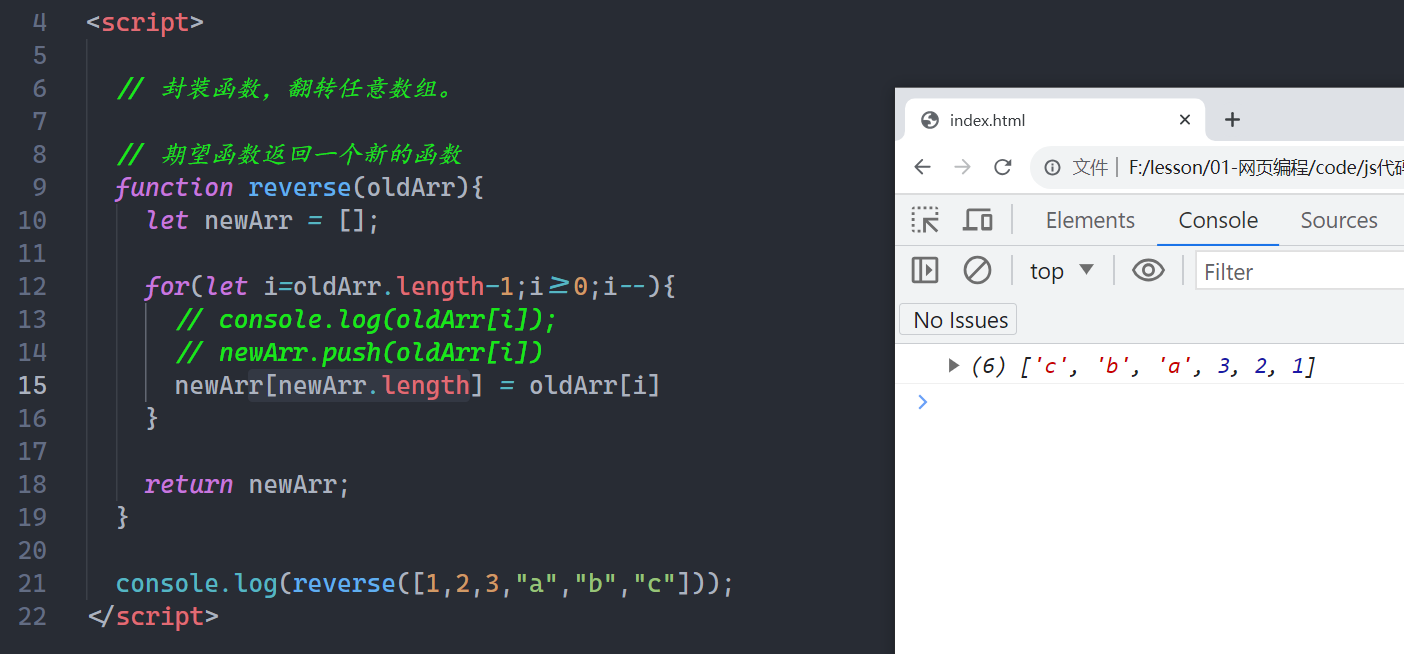 4 <script>
5
6 // 封装函数，翻转任意数组。
7
8 // 期望函数返回一个新的函数
9 function reverse(oldArr){
10 let newArr = [];
11
12 for(let i=oldArr.length-1;i≥0;i--){
13 // console.log(oldArr[i]);
14 // newArr.push(oldArr[i])
15 newArr[newArr.length] = oldArr[i]
16 }
17
18 return newArr;
19 }
20
21 console.log(reverse([1,2,3,"a","b","c"]));
22 </script>
index.html
文件 F:/lesson/01-网页编程/code/js代
Elements Console Sources
top Filter
No Issues
(6) ['c', 'b', 'a', 3, 2, 1]